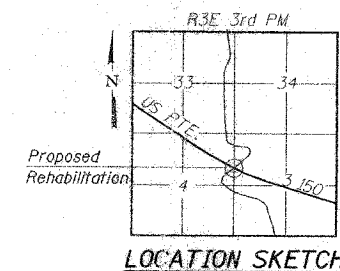 R3E 3rd PM
N
33
34
US RTE.
Proposed
Rehabilitation
4
3
150
LOCATION SKETCH